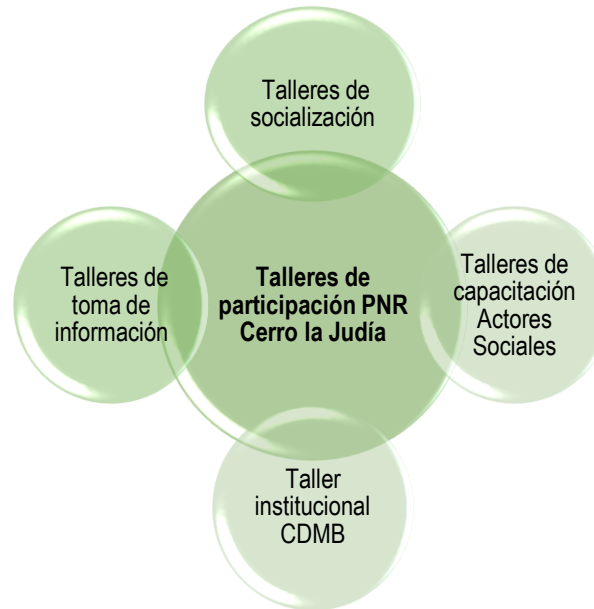 Talleres de
socialización
Talleres de
toma de
información
Talleres de
participación PNR
Cerro la Judía
Talleres de
capacitación
Actores
Sociales
Taller
institucional
CDMB